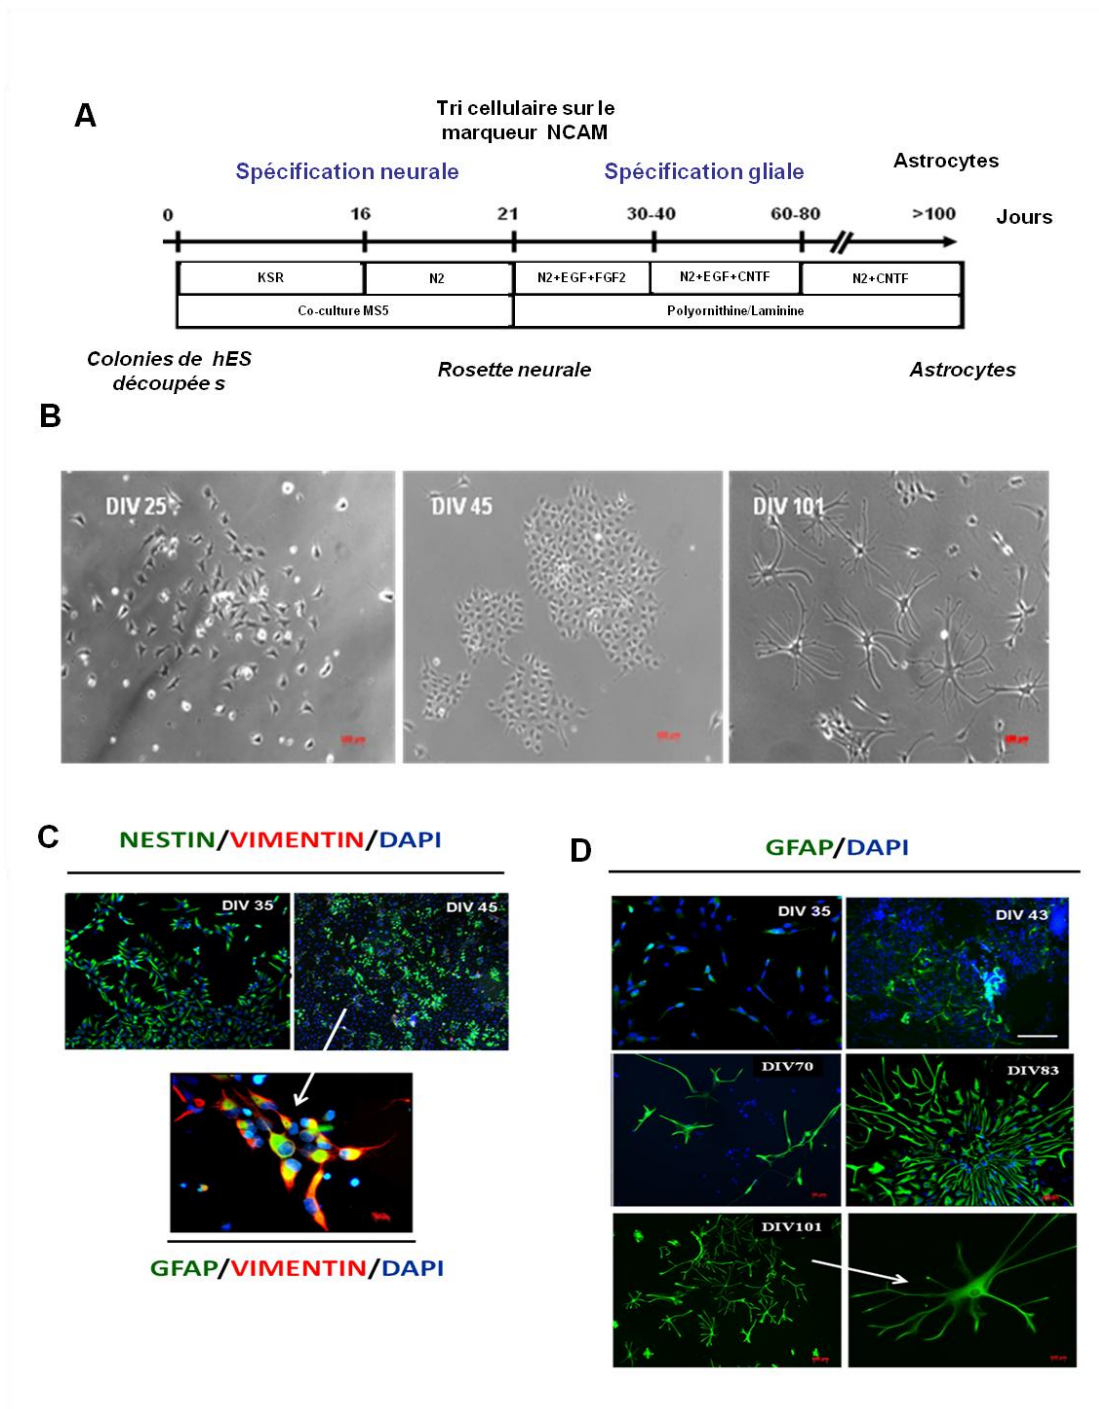 A
Tri cellulaire sur le
marqueur NCAM
Spécification neurale
Spécification gliale
Astrocytes
0 16 21 30-40 60-80 >100 Jours
KSR N2 N2+EGF+FGF2 N2+EGF+CNTF N2+CNTF
Co-culture MS5 Polyornithine/Laminine
Colonies de hES
découpée s
Rosette neurale
Astrocytes
B
DIV 25
DIV 45
DIV 101
C
NESTIN/VIMENTIN/DAPI
DIV 35
DIV 45
GFAP/VIMENTIN/DAPI
D
GFAP/DAPI
DIV 35
DIV 43
DIV70
DIV83
DIV101